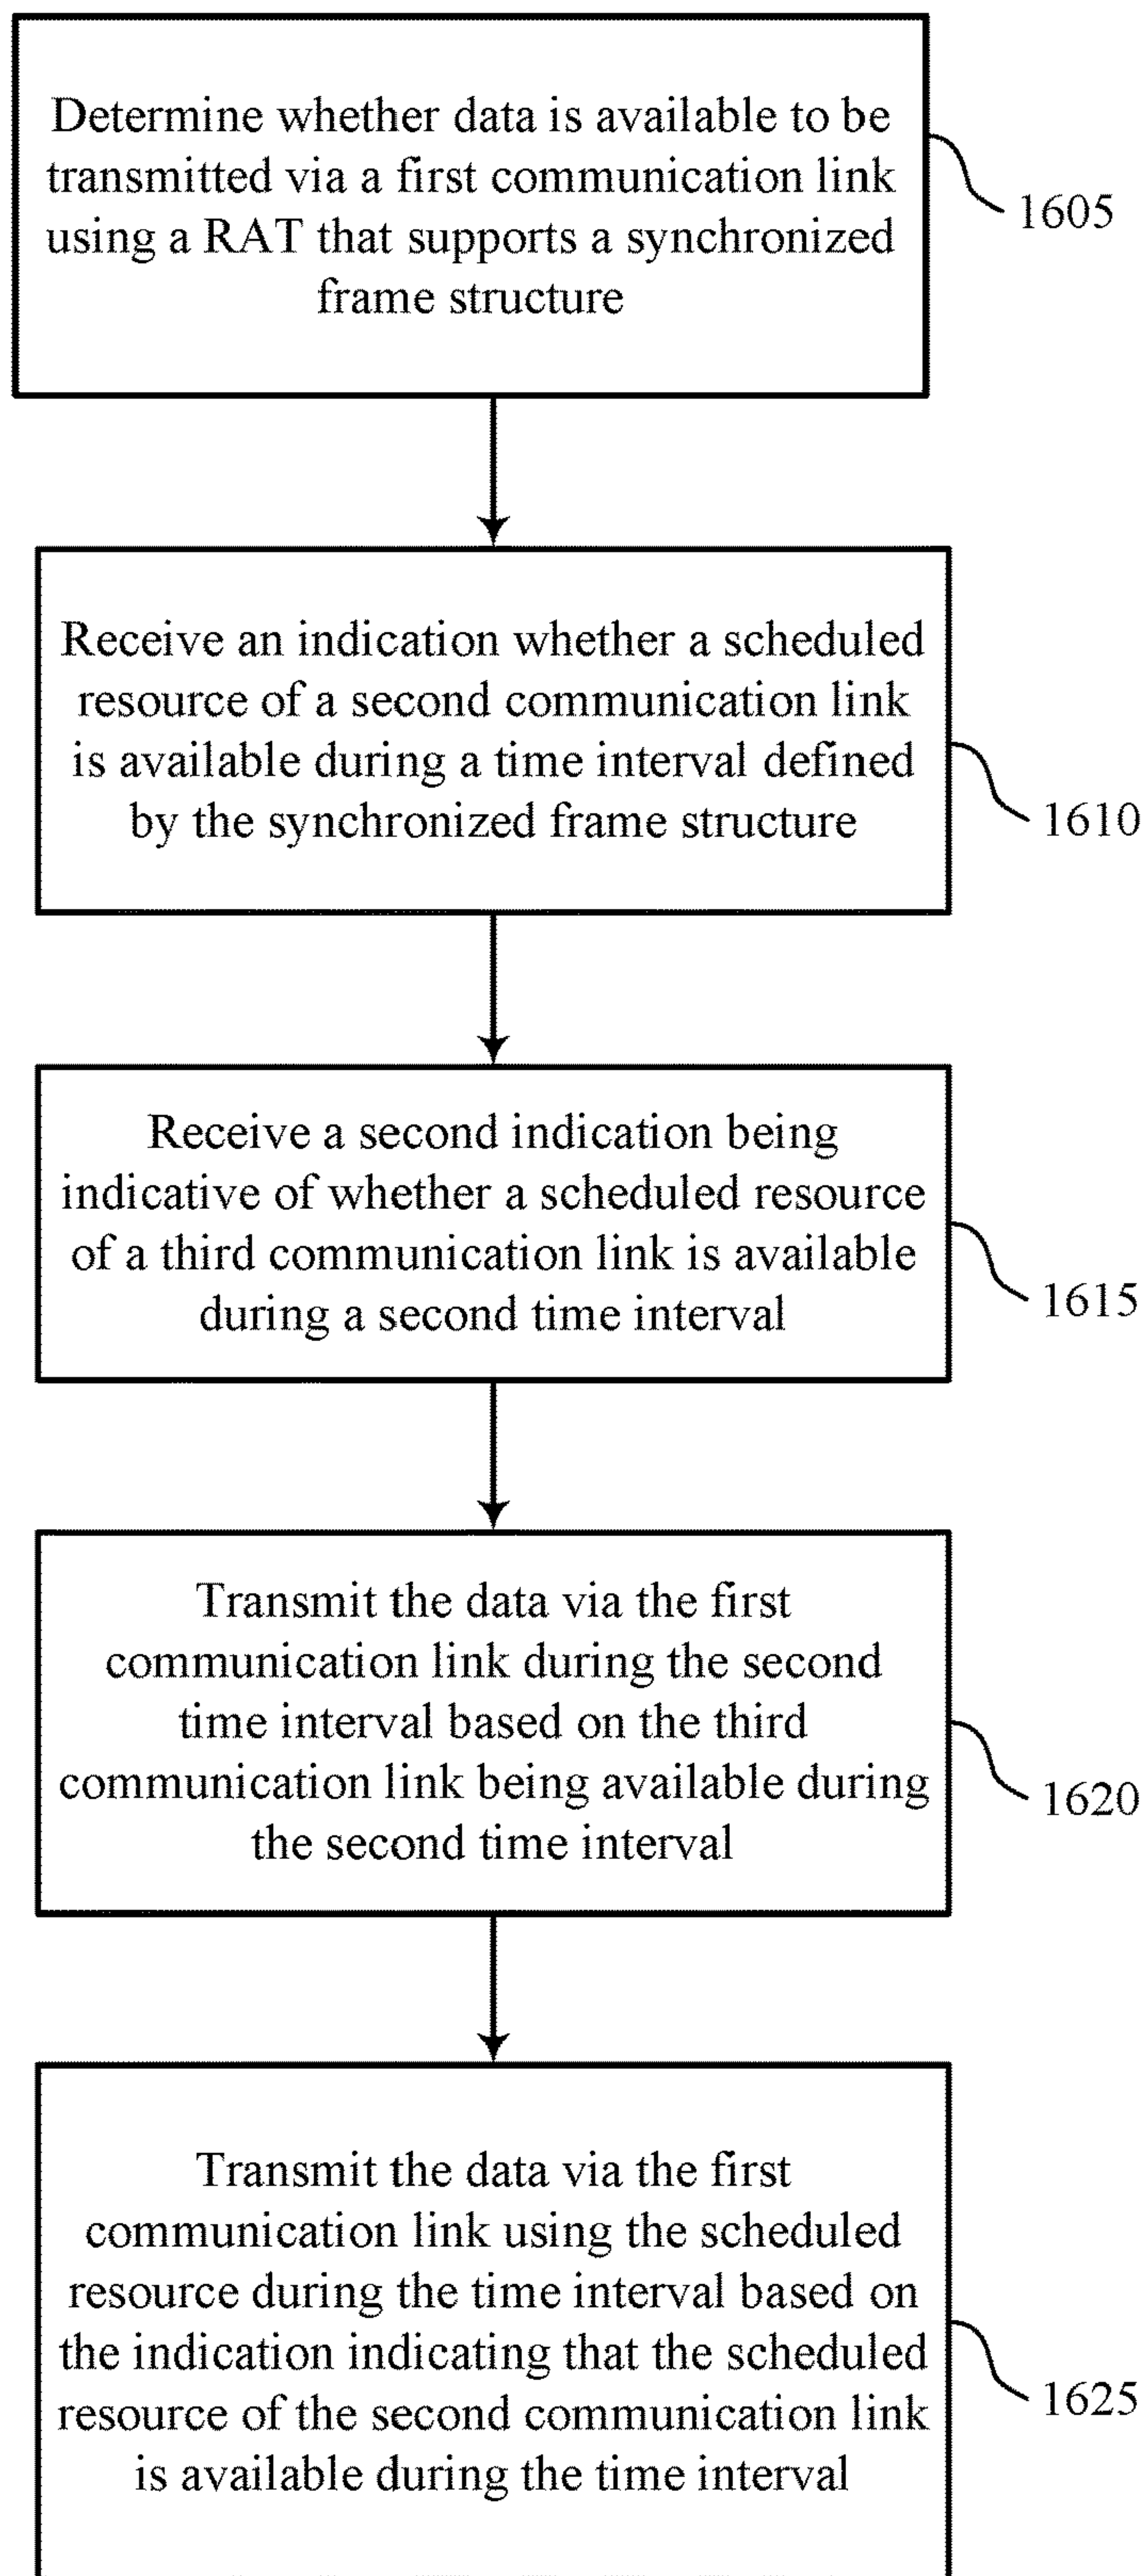 Determine whether data is available to be
transmitted via a first communication link
using a RAT that supports a synchronized
frame structure
1605
Receive an indication whether a scheduled
resource of a second communication link
is available during a time interval defined
by the synchronized frame structure
1610
Receive a second indication being
indicative of whether a scheduled resource
of a third communication link is available
during a second time interval
1615
Transmit the data via the first
communication link during the second
time interval based on the third
communication link being available during
the second time interval
1620
Transmit the data via the first
communication link using the scheduled
resource during the time interval based on
the indication indicating that the scheduled
resource of the second communication link
is available during the time interval
1625